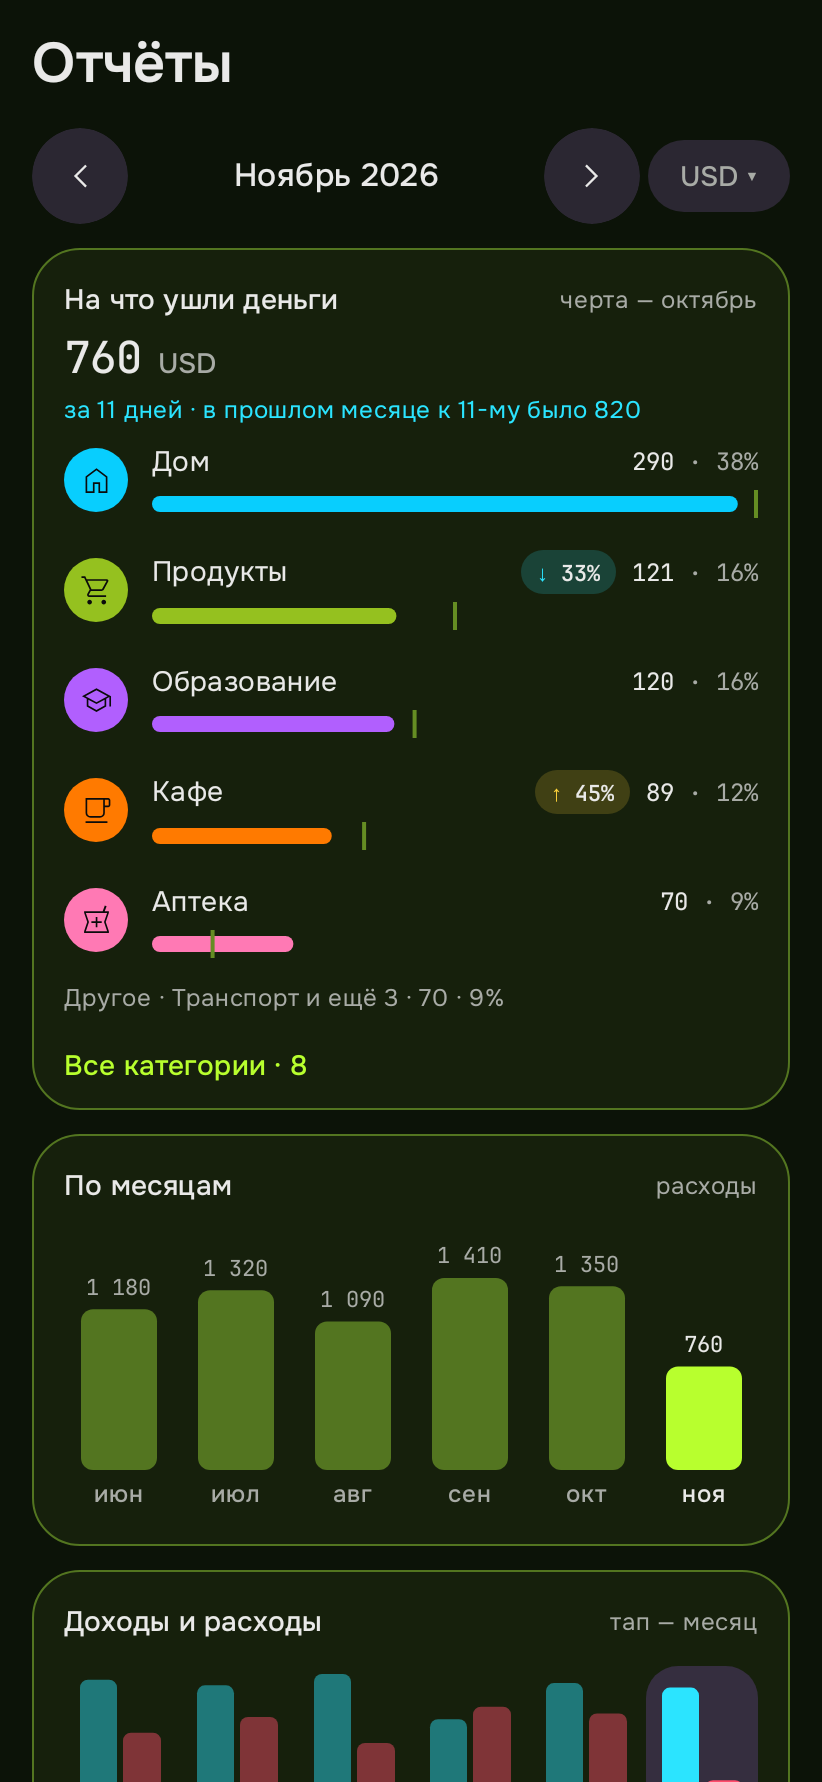 Отчёты
Ноябрь 2026
USD ▾
На что ушли деньги
черта — октябрь
760 USD
за 11 дней · в прошлом месяце к 11-му было 820
Дом 290 · 38%
Продукты ↓ 33% 121 · 16%
Образование 120 · 16%
Кафе ↑ 45% 89 · 12%
Аптека 70 · 9%
Другое · Транспорт и ещё 3 · 70 · 9%
Все категории · 8
По месяцам
расходы
1 180 1 320 1 090 1 410 1 350 760
июн июл авг сен окт ноя
Доходы и расходы
тап — месяц